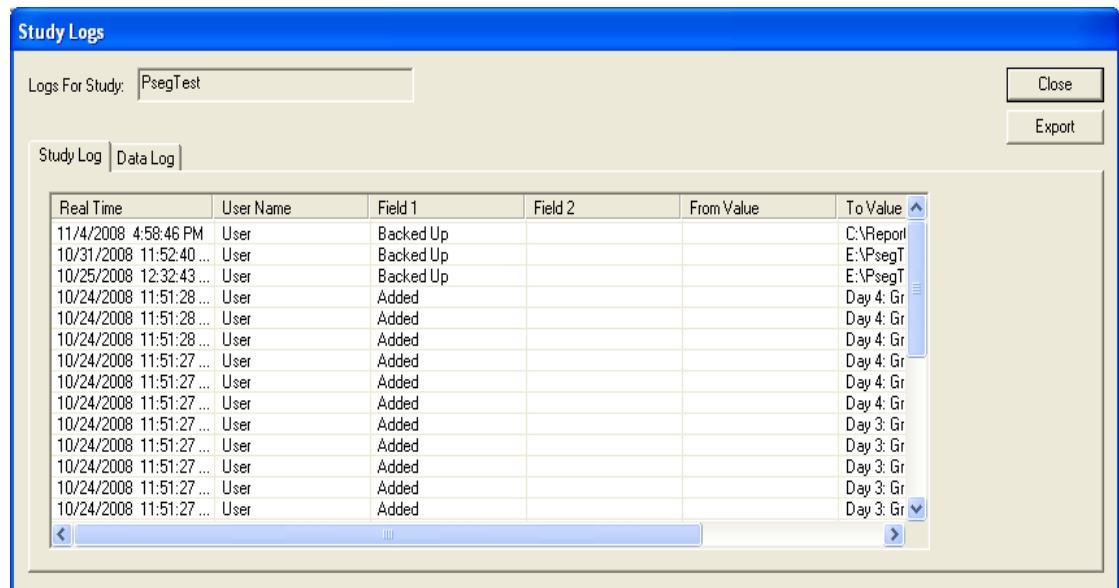 Study Logs
Logs For Study: PsegTest
Close
Export
Study Log Data Log
Real Time User Name Field 1 Field 2 From Value To Value
11/4/2008 4:58:46 PM User Backed Up C:\Report
10/31/2008 11:52:40 ... User Backed Up E:\PsegT
10/25/2008 12:32:43 ... User Backed Up E:\PsegT
10/24/2008 11:51:28 ... User Added Day 4: Gr
10/24/2008 11:51:28 ... User Added Day 4: Gr
10/24/2008 11:51:28 ... User Added Day 4: Gr
10/24/2008 11:51:27 ... User Added Day 4: Gr
10/24/2008 11:51:27 ... User Added Day 4: Gr
10/24/2008 11:51:27 ... User Added Day 4: Gr
10/24/2008 11:51:27 ... User Added Day 3: Gr
10/24/2008 11:51:27 ... User Added Day 3: Gr
10/24/2008 11:51:27 ... User Added Day 3: Gr
10/24/2008 11:51:27 ... User Added Day 3: Gr
10/24/2008 11:51:27 ... User Added Day 3: Gr